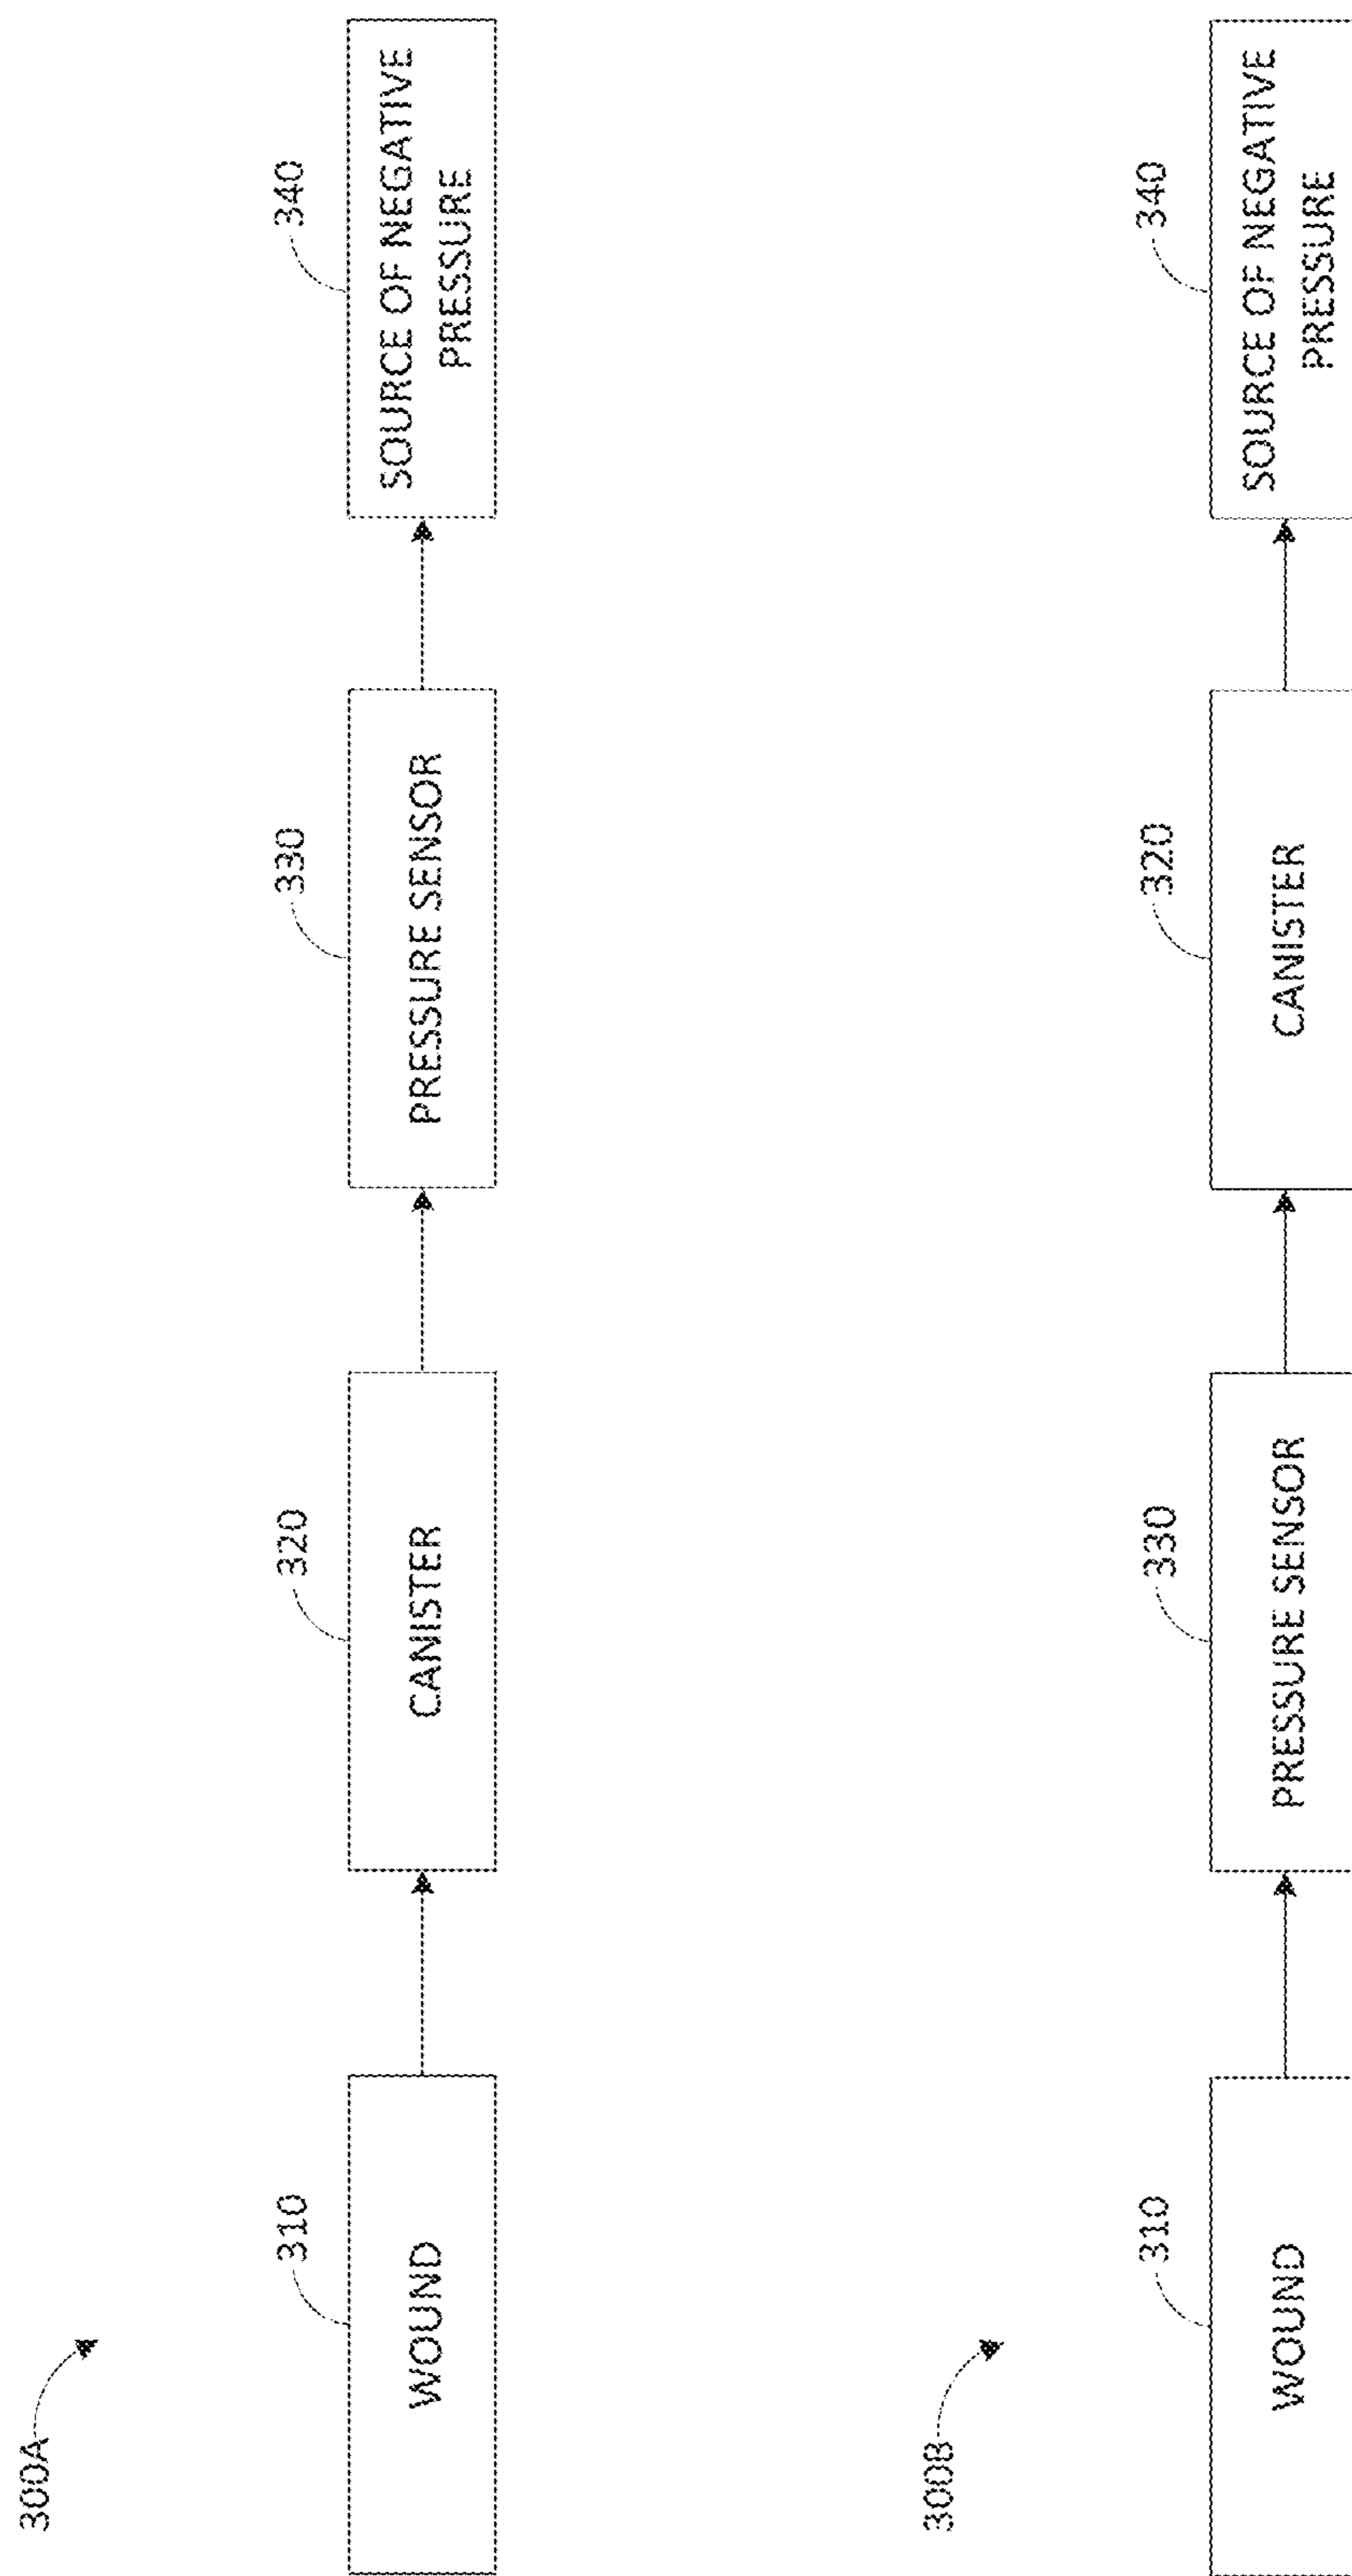 300A
310
WOUND
320
CANISTER
330
PRESSURE SENSOR
340
SOURCE OF NEGATIVE
PRESSURE
300B
310
WOUND
330
PRESSURE SENSOR
320
CANISTER
340
SOURCE OF NEGATIVE
PRESSURE